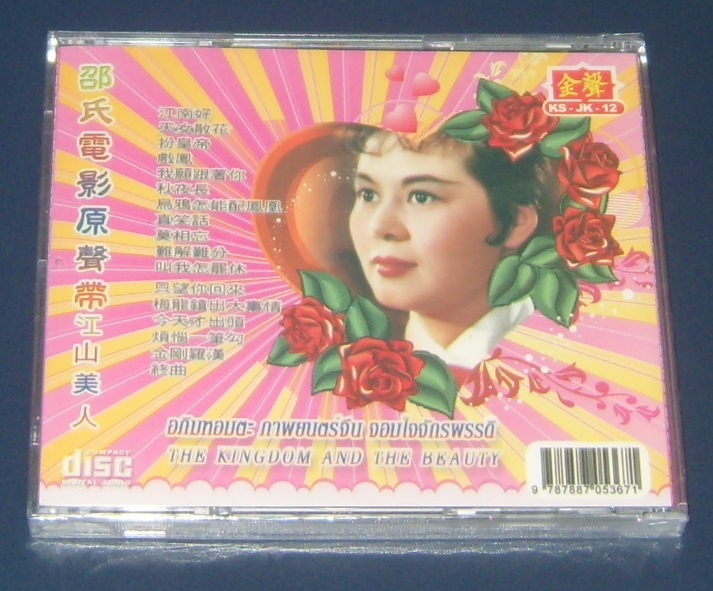 邵氏電影原聲帶江山美人
江南好
天女散花
扮皇帝
戲鳳
我願跟著你
秋夜長
烏鴉怎能配鳳凰
真笑話
莫相忘
難解難分
叫我怎罷休
只望你回來
梅龍鎮出大事情
今天才出頭
煩惱一筆勾
金剛羅漢
終曲
金聲
KS-JK-12
อภิมหอมตะ ภาพยนตร์จีน จอมใจจักรพรรดิ์
THE KINGDOM AND THE BEAUTY
COMPACT
disc
DIGITAL AUDIO
9 787887 053671